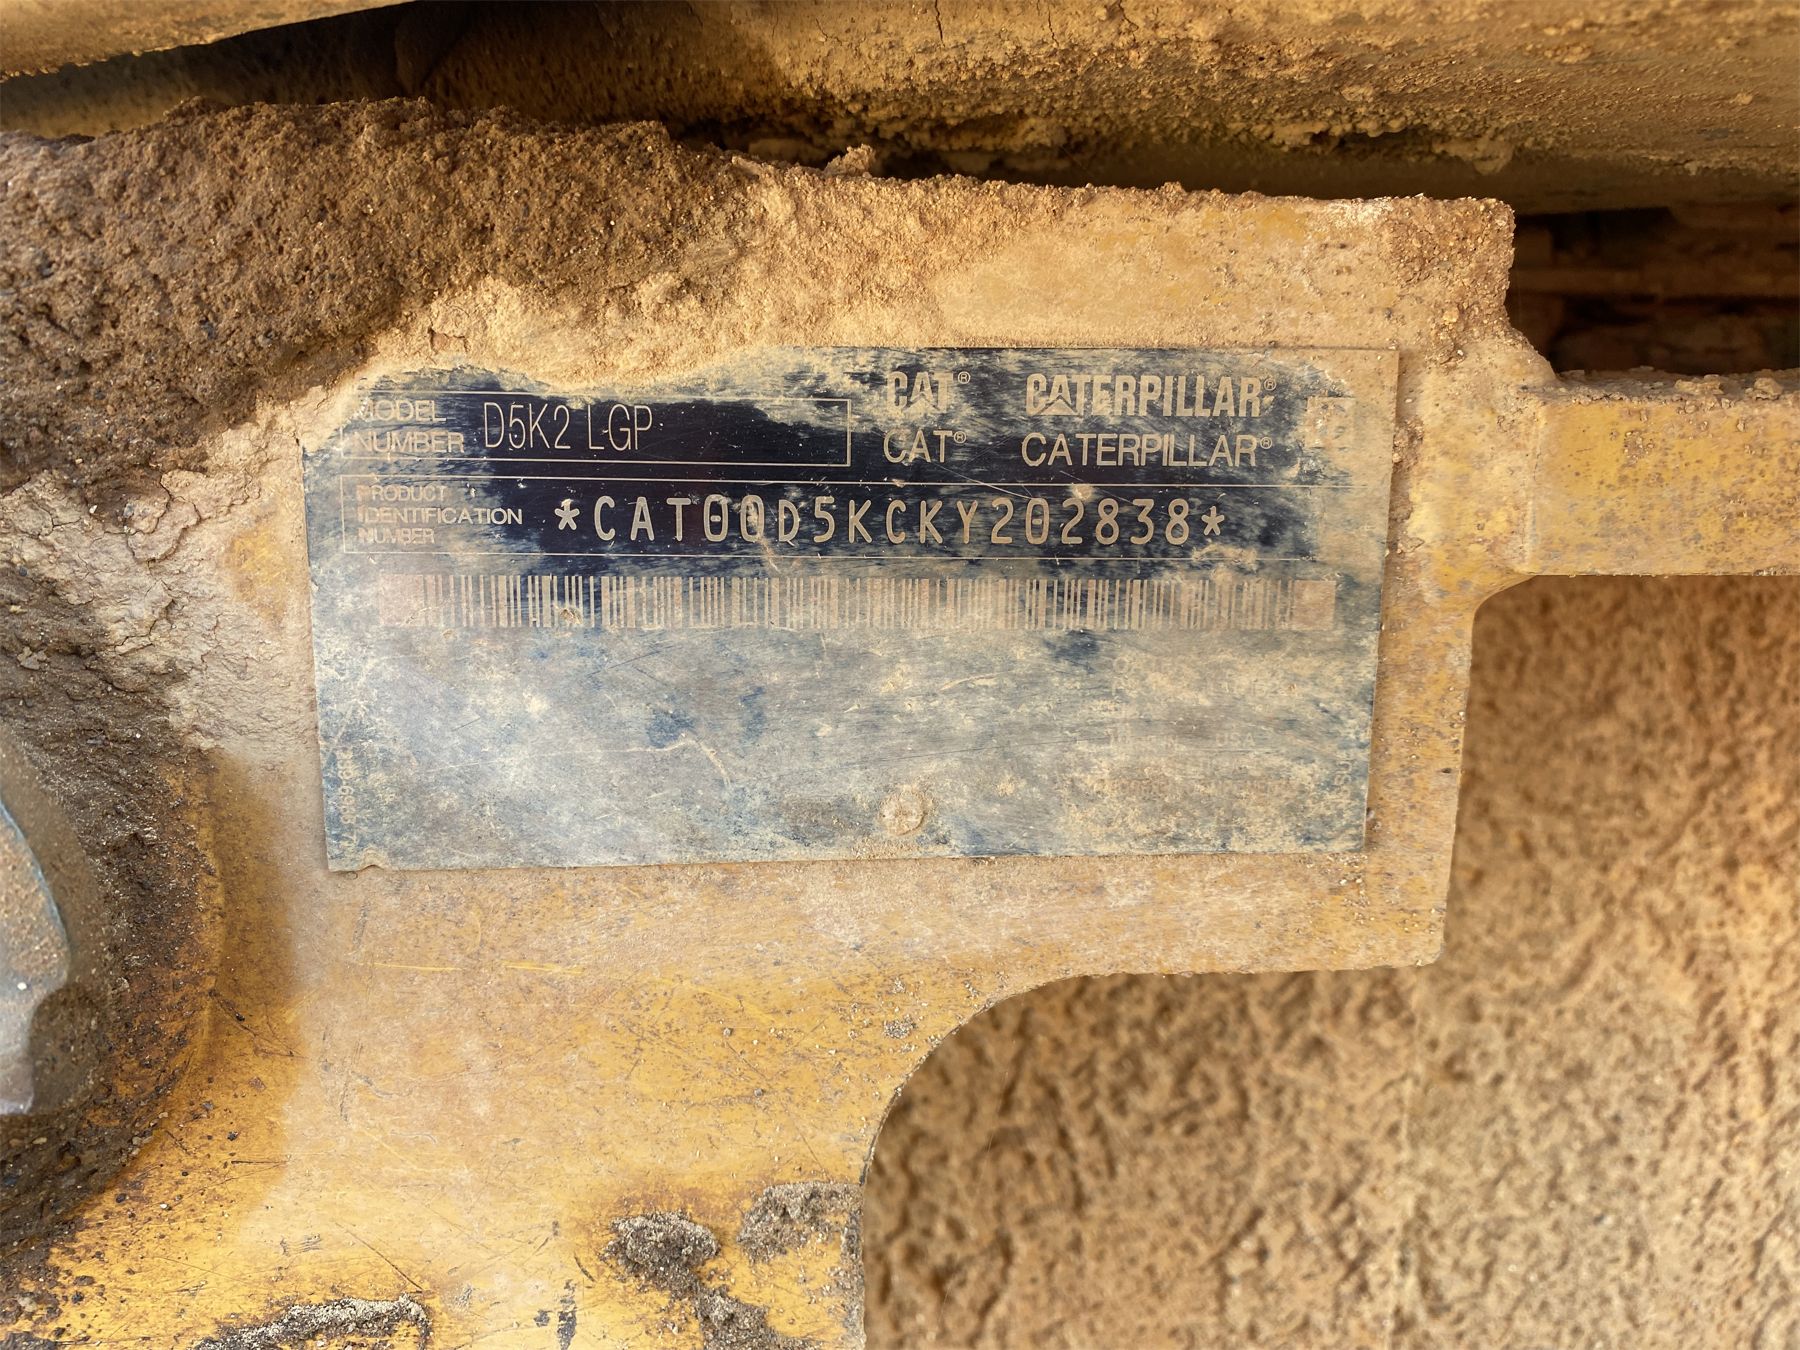 MODEL NUMBER D5K2 LGP
CAT® CATERPILLAR®
CAT® CATERPILLAR®
PRODUCT IDENTIFICATION NUMBER *CAT00D5KCKY202838*